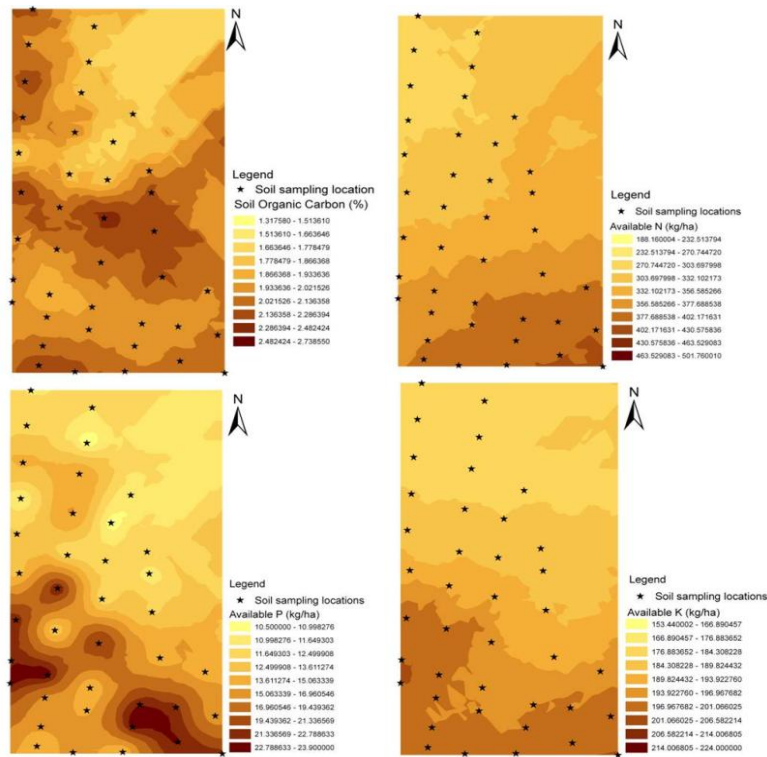 N
Legend
Soil sampling location
Soil Organic Carbon (%)
1.317580 - 1.513610
1.513610 - 1.663646
1.663646 - 1.778479
1.778479 - 1.866368
1.866368 - 1.933636
1.933636 - 2.021526
2.021526 - 2.136358
2.136358 - 2.286394
2.286394 - 2.482424
2.482424 - 2.738550
N
Legend
Soil sampling locations
Available N (kg/ha)
188.160004 - 232.513794
232.513794 - 270.744720
270.744720 - 303.697998
303.697998 - 332.102173
332.102173 - 356.585266
356.585266 - 377.688538
377.688538 - 402.171631
402.171631 - 430.575836
430.575836 - 463.529083
463.529083 - 501.760010
N
Legend
Soil sampling locations
Available P (kg/ha)
10.500000 - 10.998276
10.998276 - 11.649303
11.649303 - 12.499908
12.499908 - 13.611274
13.611274 - 15.063339
15.063339 - 16.960546
16.960546 - 19.439362
19.439362 - 21.336569
21.336569 - 22.788633
22.788633 - 23.900000
N
Legend
Soil sampling locations
Available K (kg/ha)
153.440002 - 166.890457
166.890457 - 176.883652
176.883652 - 184.308228
184.308228 - 189.824432
189.824432 - 193.922760
193.922760 - 196.967682
196.967682 - 201.066025
201.066025 - 206.582214
206.582214 - 214.006805
214.006805 - 224.000000